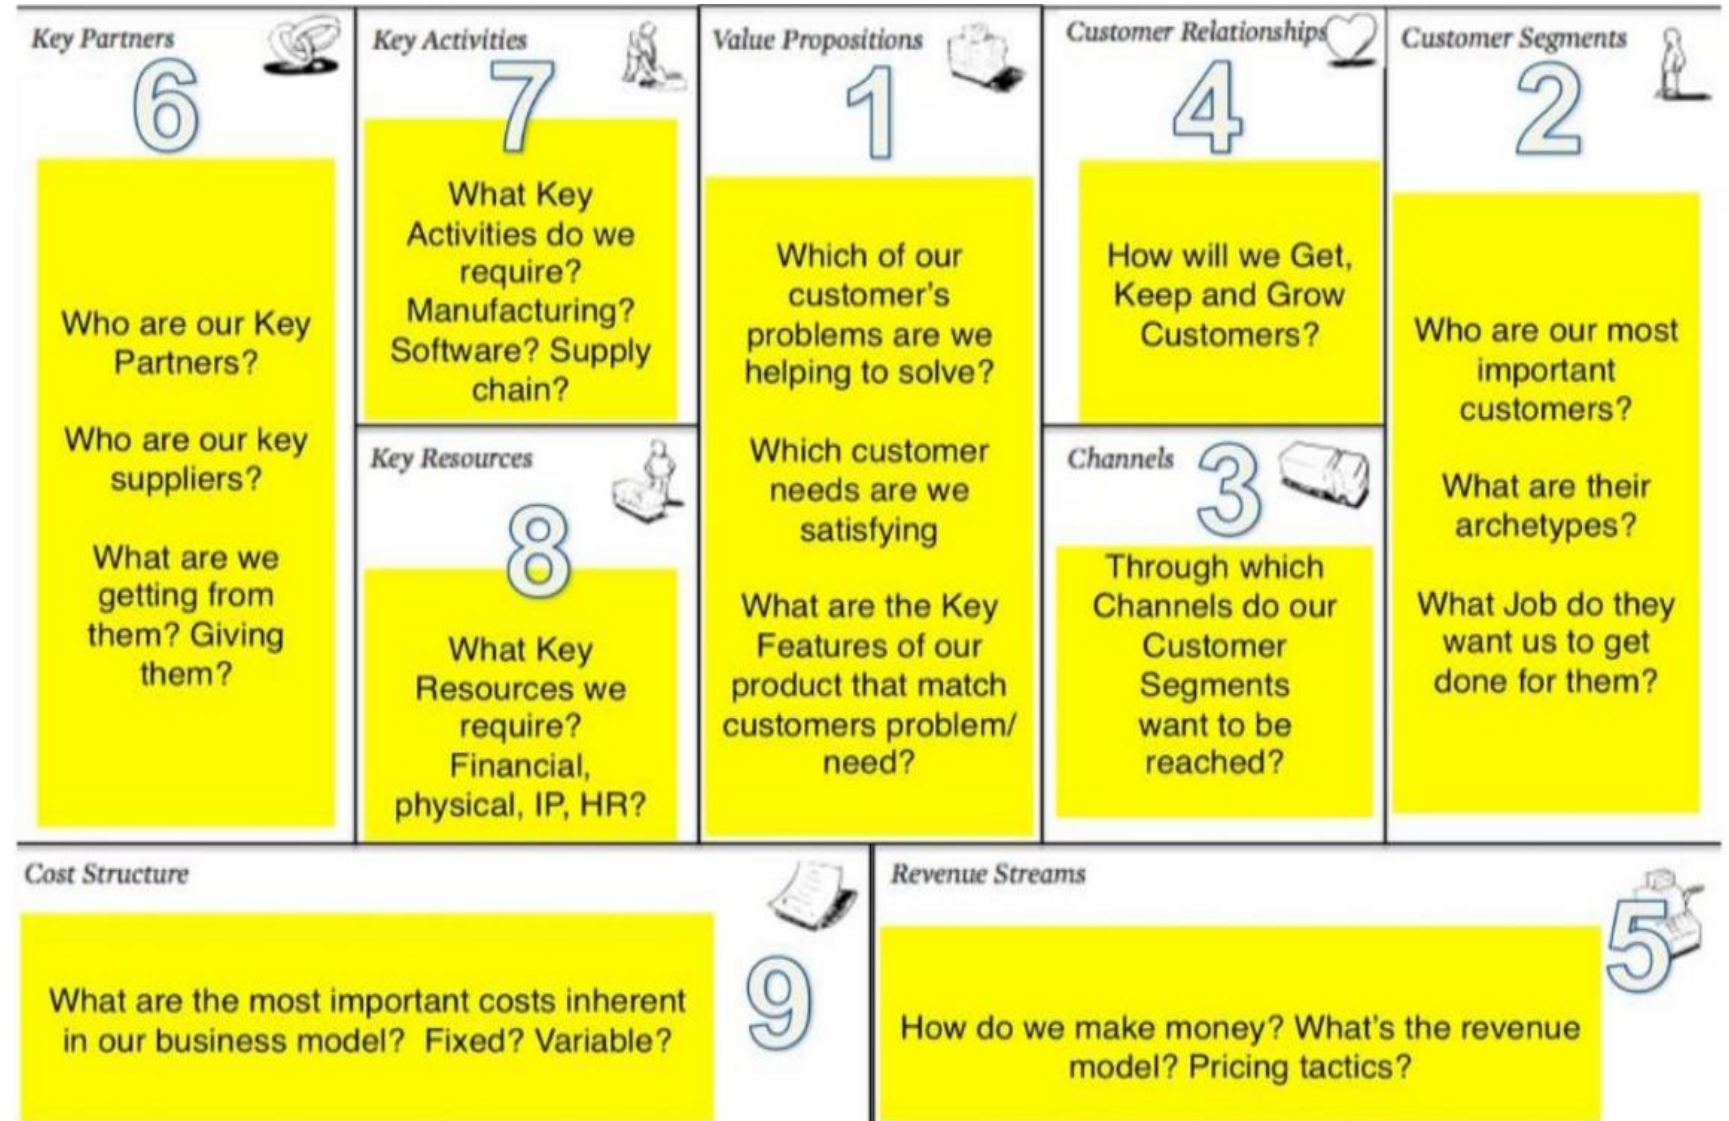 Key Partners
6
Who are our Key
Partners?
Who are our key
suppliers?
What are we
getting from
them? Giving
them?
Key Activities
7
What Key
Activities do we
require?
Manufacturing?
Software? Supply
chain?
Key Resources
8
What Key
Resources we
require?
Financial,
physical, IP, HR?
Value Propositions
1
Which of our
customer's
problems are we
helping to solve?
Which customer
needs are we
satisfying
What are the Key
Features of our
product that match
customers problem/
need?
Customer Relationships
4
How will we Get,
Keep and Grow
Customers?
Channels
3
Through which
Channels do our
Customer
Segments
want to be
reached?
Customer Segments
2
Who are our most
important
customers?
What are their
archetypes?
What Job do they
want us to get
done for them?
Cost Structure
9
What are the most important costs inherent
in our business model? Fixed? Variable?
Revenue Streams
5
How do we make money? What's the revenue
model? Pricing tactics?